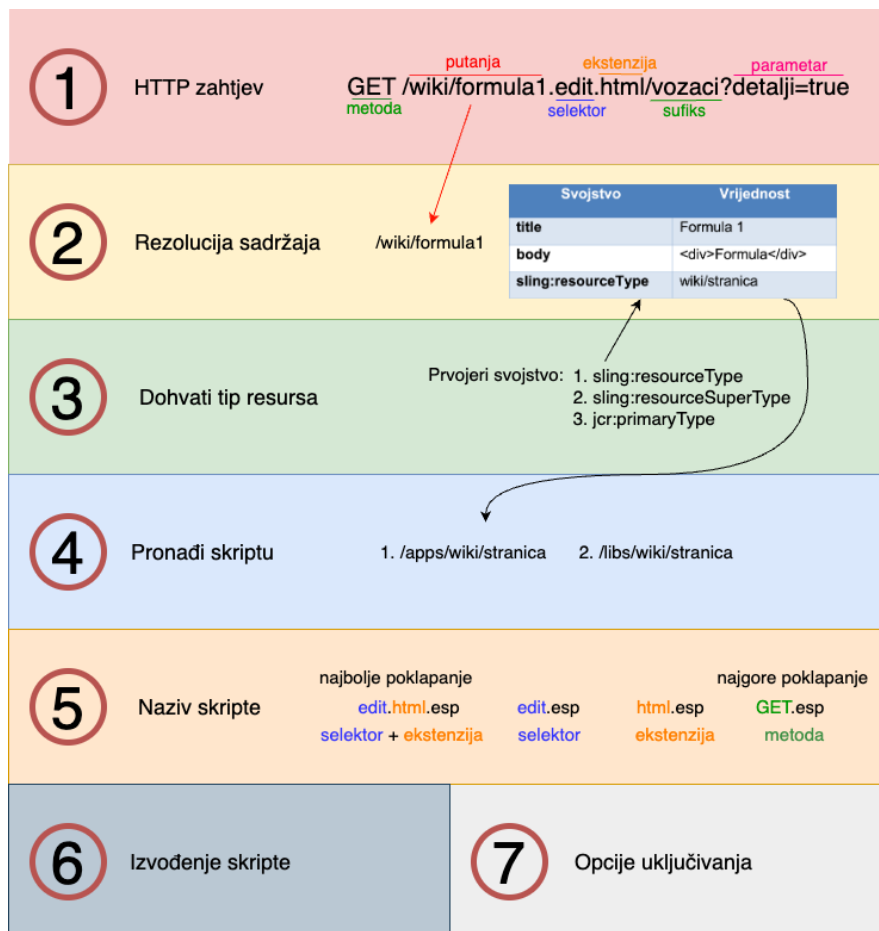 1
HTTP zahtjev
putanja
ekstenzija
parametar
GET /wiki/formula1.edit.html/vozaci?detalji=true
metoda
selektor
sufiks
2
Rezolucija sadržaja
/wiki/formula1
Svojstvo Vrijednost
title Formula 1
body <div>Formula</div>
sling:resourceType wiki/stranica
3
Dohvati tip resursa
Prvojeri svojstvo: 1. sling:resourceType
2. sling:resourceSuperType
3. jcr:primaryType
4
Pronađi skriptu
1. /apps/wiki/stranica 2. /libs/wiki/stranica
5
Naziv skripte
najbolje poklapanje najgore poklapanje
edit.html.esp edit.esp html.esp GET.esp
selektor + ekstenzija selektor ekstenzija metoda
6
Izvođenje skripte
7
Opcije uključivanja